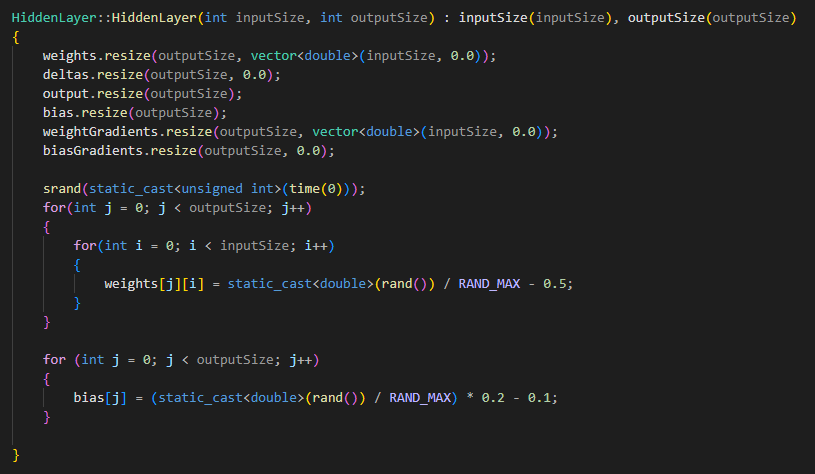 HiddenLayer::HiddenLayer(int inputSize, int outputSize) : inputSize(inputSize), outputSize(outputSize)
{
    weights.resize(outputSize, vector<double>(inputSize, 0.0));
    deltas.resize(outputSize, 0.0);
    output.resize(outputSize);
    bias.resize(outputSize);
    weightGradients.resize(outputSize, vector<double>(inputSize, 0.0));
    biasGradients.resize(outputSize, 0.0);

    srand(static_cast<unsigned int>(time(0)));
    for(int j = 0; j < outputSize; j++)
    {
        for(int i = 0; i < inputSize; i++)
        {
            weights[j][i] = static_cast<double>(rand()) / RAND_MAX - 0.5;
        }
    }

    for (int j = 0; j < outputSize; j++)
    {
        bias[j] = (static_cast<double>(rand()) / RAND_MAX) * 0.2 - 0.1;
    }

}